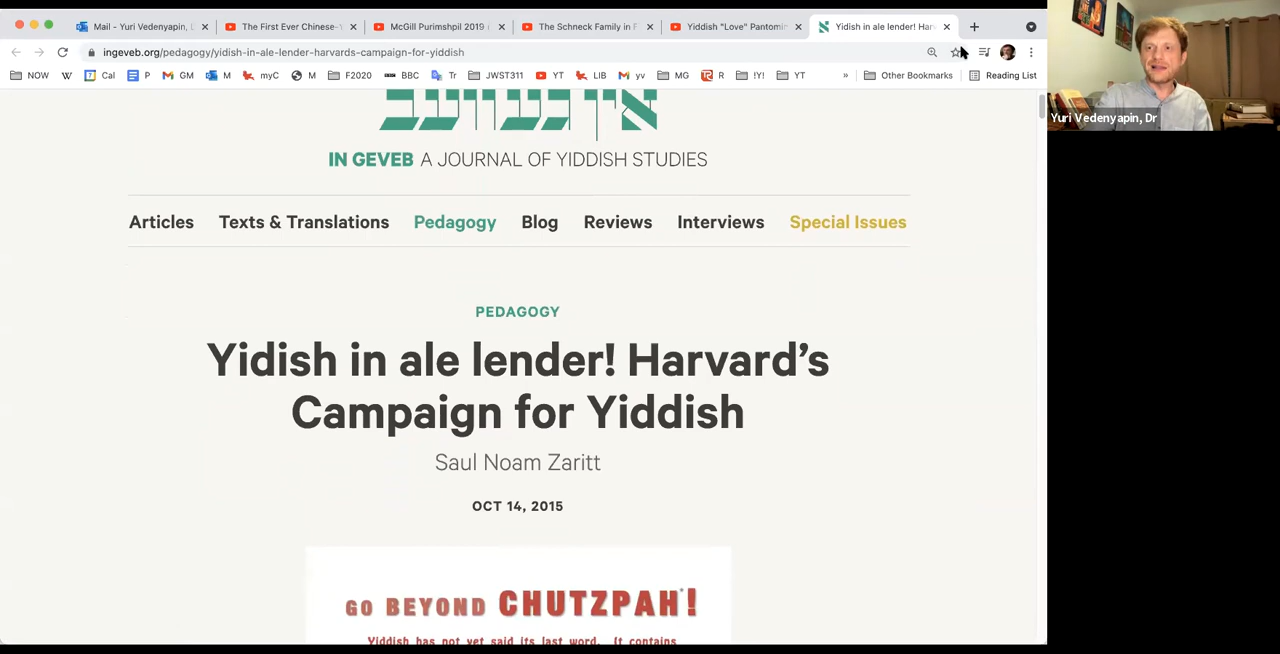 Mail - Yuri Vedenyapin, 
The First Ever Chinese-
McGill Purimshpil 2019
The Schneck Family in F
Yiddish "Love" Pantomin
Yidish in ale lender! Har
ingeveb.org/pedagogy/yidish-in-ale-lender-harvards-campaign-for-yiddish
NOW W Cal P GM M myC M F2020 BBC Tr JWST311 YT LIB yv MG R !Y! YT » Other Bookmarks Reading List
Yuri Vedenyapin, Dr
אין געװעב
IN GEVEB A JOURNAL OF YIDDISH STUDIES
Articles Texts & Translations Pedagogy Blog Reviews Interviews Special Issues
PEDAGOGY
Yidish in ale lender! Harvard’s
Campaign for Yiddish
Saul Noam Zaritt
OCT 14, 2015
GO BEYOND CHUTZPAH*!
Yiddish has not yet said its last word. It contains